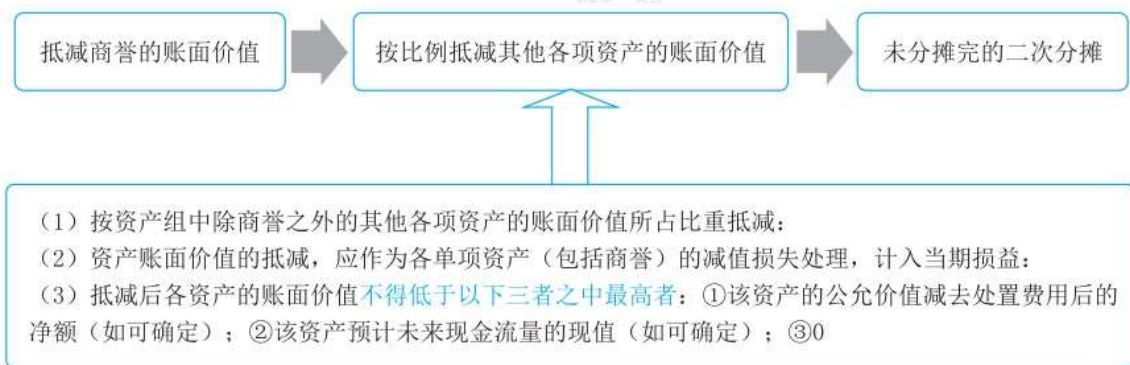 抵减商誉的账面价值
按比例抵减其他各项资产的账面价值
未分摊完的二次分摊
（1）按资产组中除商誉之外的其他各项资产的账面价值所占比重抵减：
（2）资产账面价值的抵减，应作为各单项资产（包括商誉）的减值损失处理，计入当期损益：
（3）抵减后各资产的账面价值不得低于以下三者之中最高者：①该资产的公允价值减去处置费用后的
净额（如可确定）；②该资产预计未来现金流量的现值（如可确定）；③0